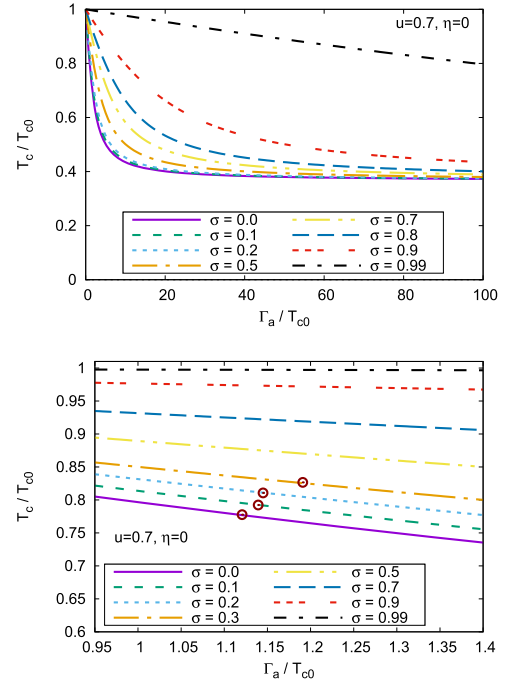 1
0.8
0.6
0.4
0.2
0
T_c / T_c0
u=0.7, η=0
σ = 0.0
σ = 0.1
σ = 0.2
σ = 0.5
σ = 0.7
σ = 0.8
σ = 0.9
σ = 0.99
0 20 40 60 80 100
Γ_a / T_c0
1
0.95
0.9
0.85
0.8
0.75
0.7
0.65
0.6
T_c / T_c0
u=0.7, η=0
σ = 0.0
σ = 0.1
σ = 0.2
σ = 0.3
σ = 0.5
σ = 0.7
σ = 0.9
σ = 0.99
0.95 1 1.05 1.1 1.15 1.2 1.25 1.3 1.35 1.4
Γ_a / T_c0